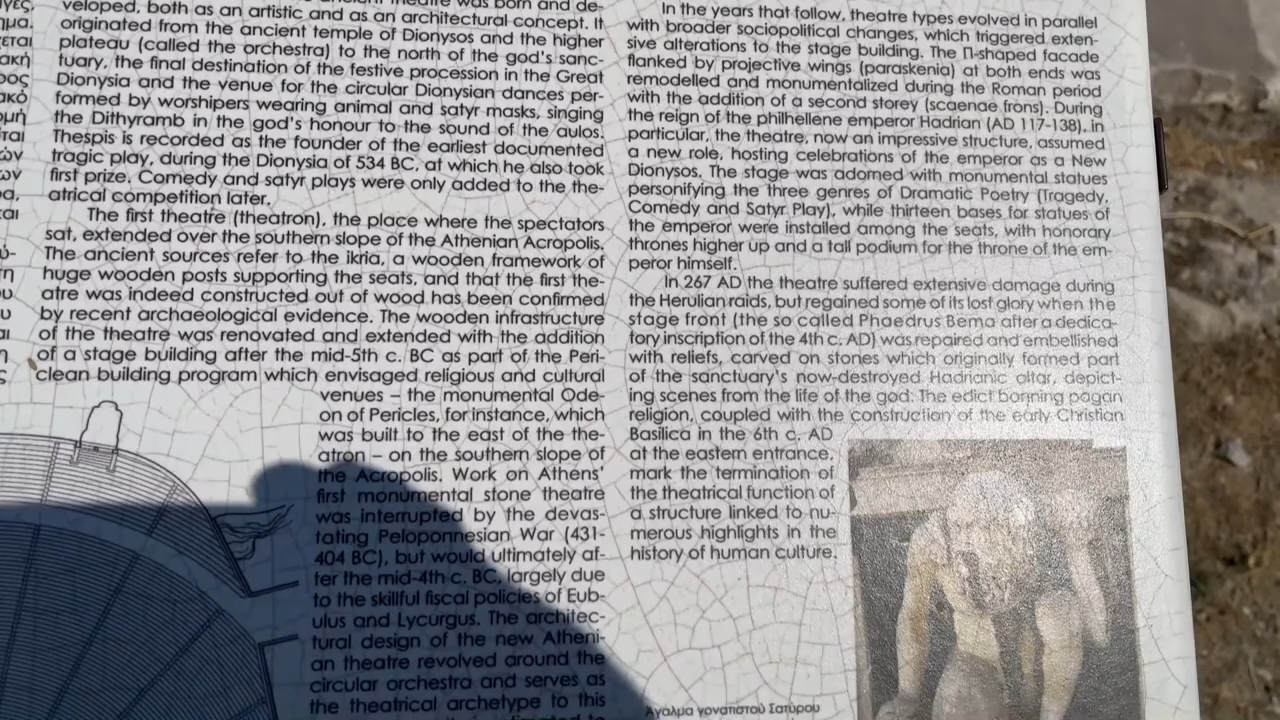 veloped, both as an artistic and as an architectural concept. It
originated from the ancient temple of Dionysos and the higher
plateau (called the orchestra) to the north of the god's sanc-
tuary, the final destination of the festive procession in the Great
Dionysia and the venue for the circular Dionysian dances per-
formed by worshipers wearing animal and satyr masks, singing
the Dithyramb in the god's honour to the sound of the aulos.
Thespis is recorded as the founder of the earliest documented
tragic play, during the Dionysia of 534 BC, at which he also took
first prize. Comedy and satyr plays were only added to the the-
atrical competition later.
The first theatre (theatron), the place where the spectators
sat, extended over the southern slope of the Athenian Acropolis.
The ancient sources refer to the ikria, a wooden framework of
huge wooden posts supporting the seats, and that the first the-
atre was indeed constructed out of wood has been confirmed
by recent archaeological evidence. The wooden infrastructure
of the theatre was renovated and extended with the addition
of a stage building after the mid-5th c. BC as part of the Peri-
clean building program which envisaged religious and cultural
venues – the monumental Ode-
on of Pericles, for instance, which
was built to the east of the the-
atron – on the southern slope of
the Acropolis. Work on Athens'
first monumental stone theatre
was interrupted by the devas-
tating Peloponnesian War (431-
404 BC), but would ultimately af-
ter the mid-4th c. BC, largely due
to the skillful fiscal policies of Eub-
ulus and Lycurgus. The architec-
tural design of the new Atheni-
an theatre revolved around the
circular orchestra and serves as
the theatrical archetype to this
In the years that follow, theatre types evolved in parallel
with broader sociopolitical changes, which triggered exten-
sive alterations to the stage building. The Π-shaped facade
flanked by projective wings (paraskenia) at both ends was
remodelled and monumentalized during the Roman period
with the addition of a second storey (scaenae frons). During
the reign of the philhellene emperor Hadrian (AD 117-138), in
particular, the theatre, now an impressive structure, assumed
a new role, hosting celebrations of the emperor as a New
Dionysos. The stage was adorned with monumental statues
personifying the three genres of Dramatic Poetry (Tragedy,
Comedy and Satyr Play), while thirteen bases for statues of
the emperor were installed among the seats, with honorary
thrones higher up and a tall podium for the throne of the em-
peror himself.
In 267 AD the theatre suffered extensive damage during
the Herulian raids, but regained some of its lost glory when the
stage front (the so called Phaedrus Bema after a dedica-
tory inscription of the 4th c. AD) was repaired and embellished
with reliefs, carved on stones which originally formed part
of the sanctuary's now-destroyed Hadrianic altar, depict-
ing scenes from the life of the god. The edict banning pagan
religion, coupled with the construction of the early Christian
Basilica in the 6th c. AD
at the eastern entrance,
mark the termination of
the theatrical function of
a structure linked to nu-
merous highlights in the
history of human culture.
Άγαλμα γονατιστού Σατύρου